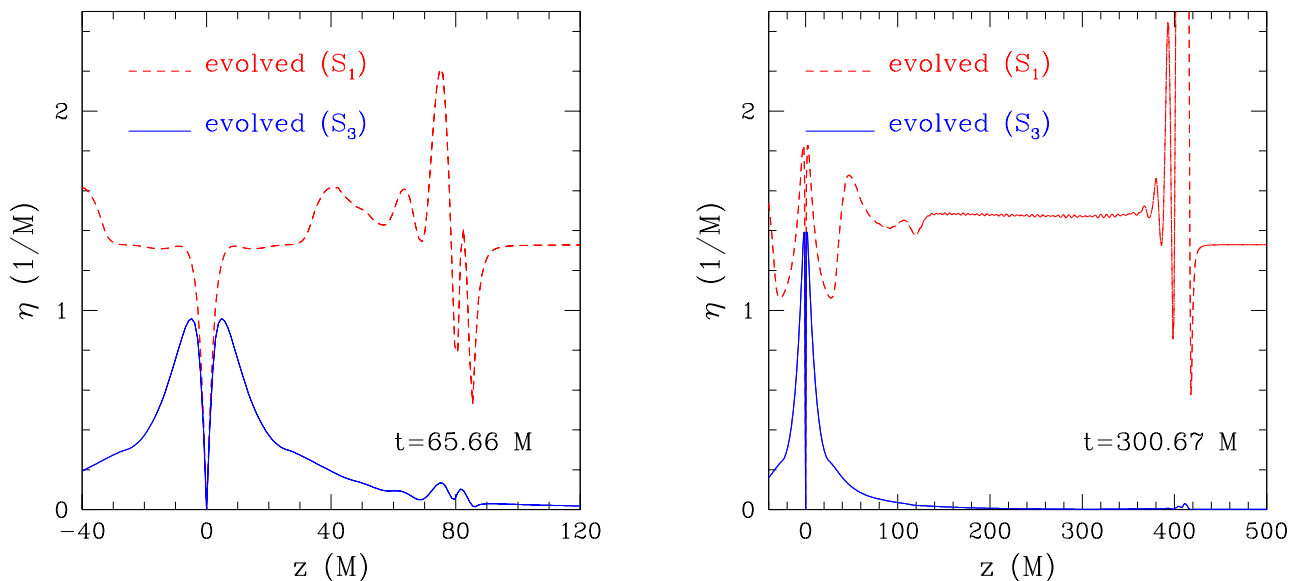 evolved (S₁)
evolved (S₃)
2
1
0
η (1/M)
t=65.66 M
−40 0 40 80 120
z (M)
evolved (S₁)
evolved (S₃)
2
1
0
η (1/M)
t=300.67 M
0 100 200 300 400 500
z (M)